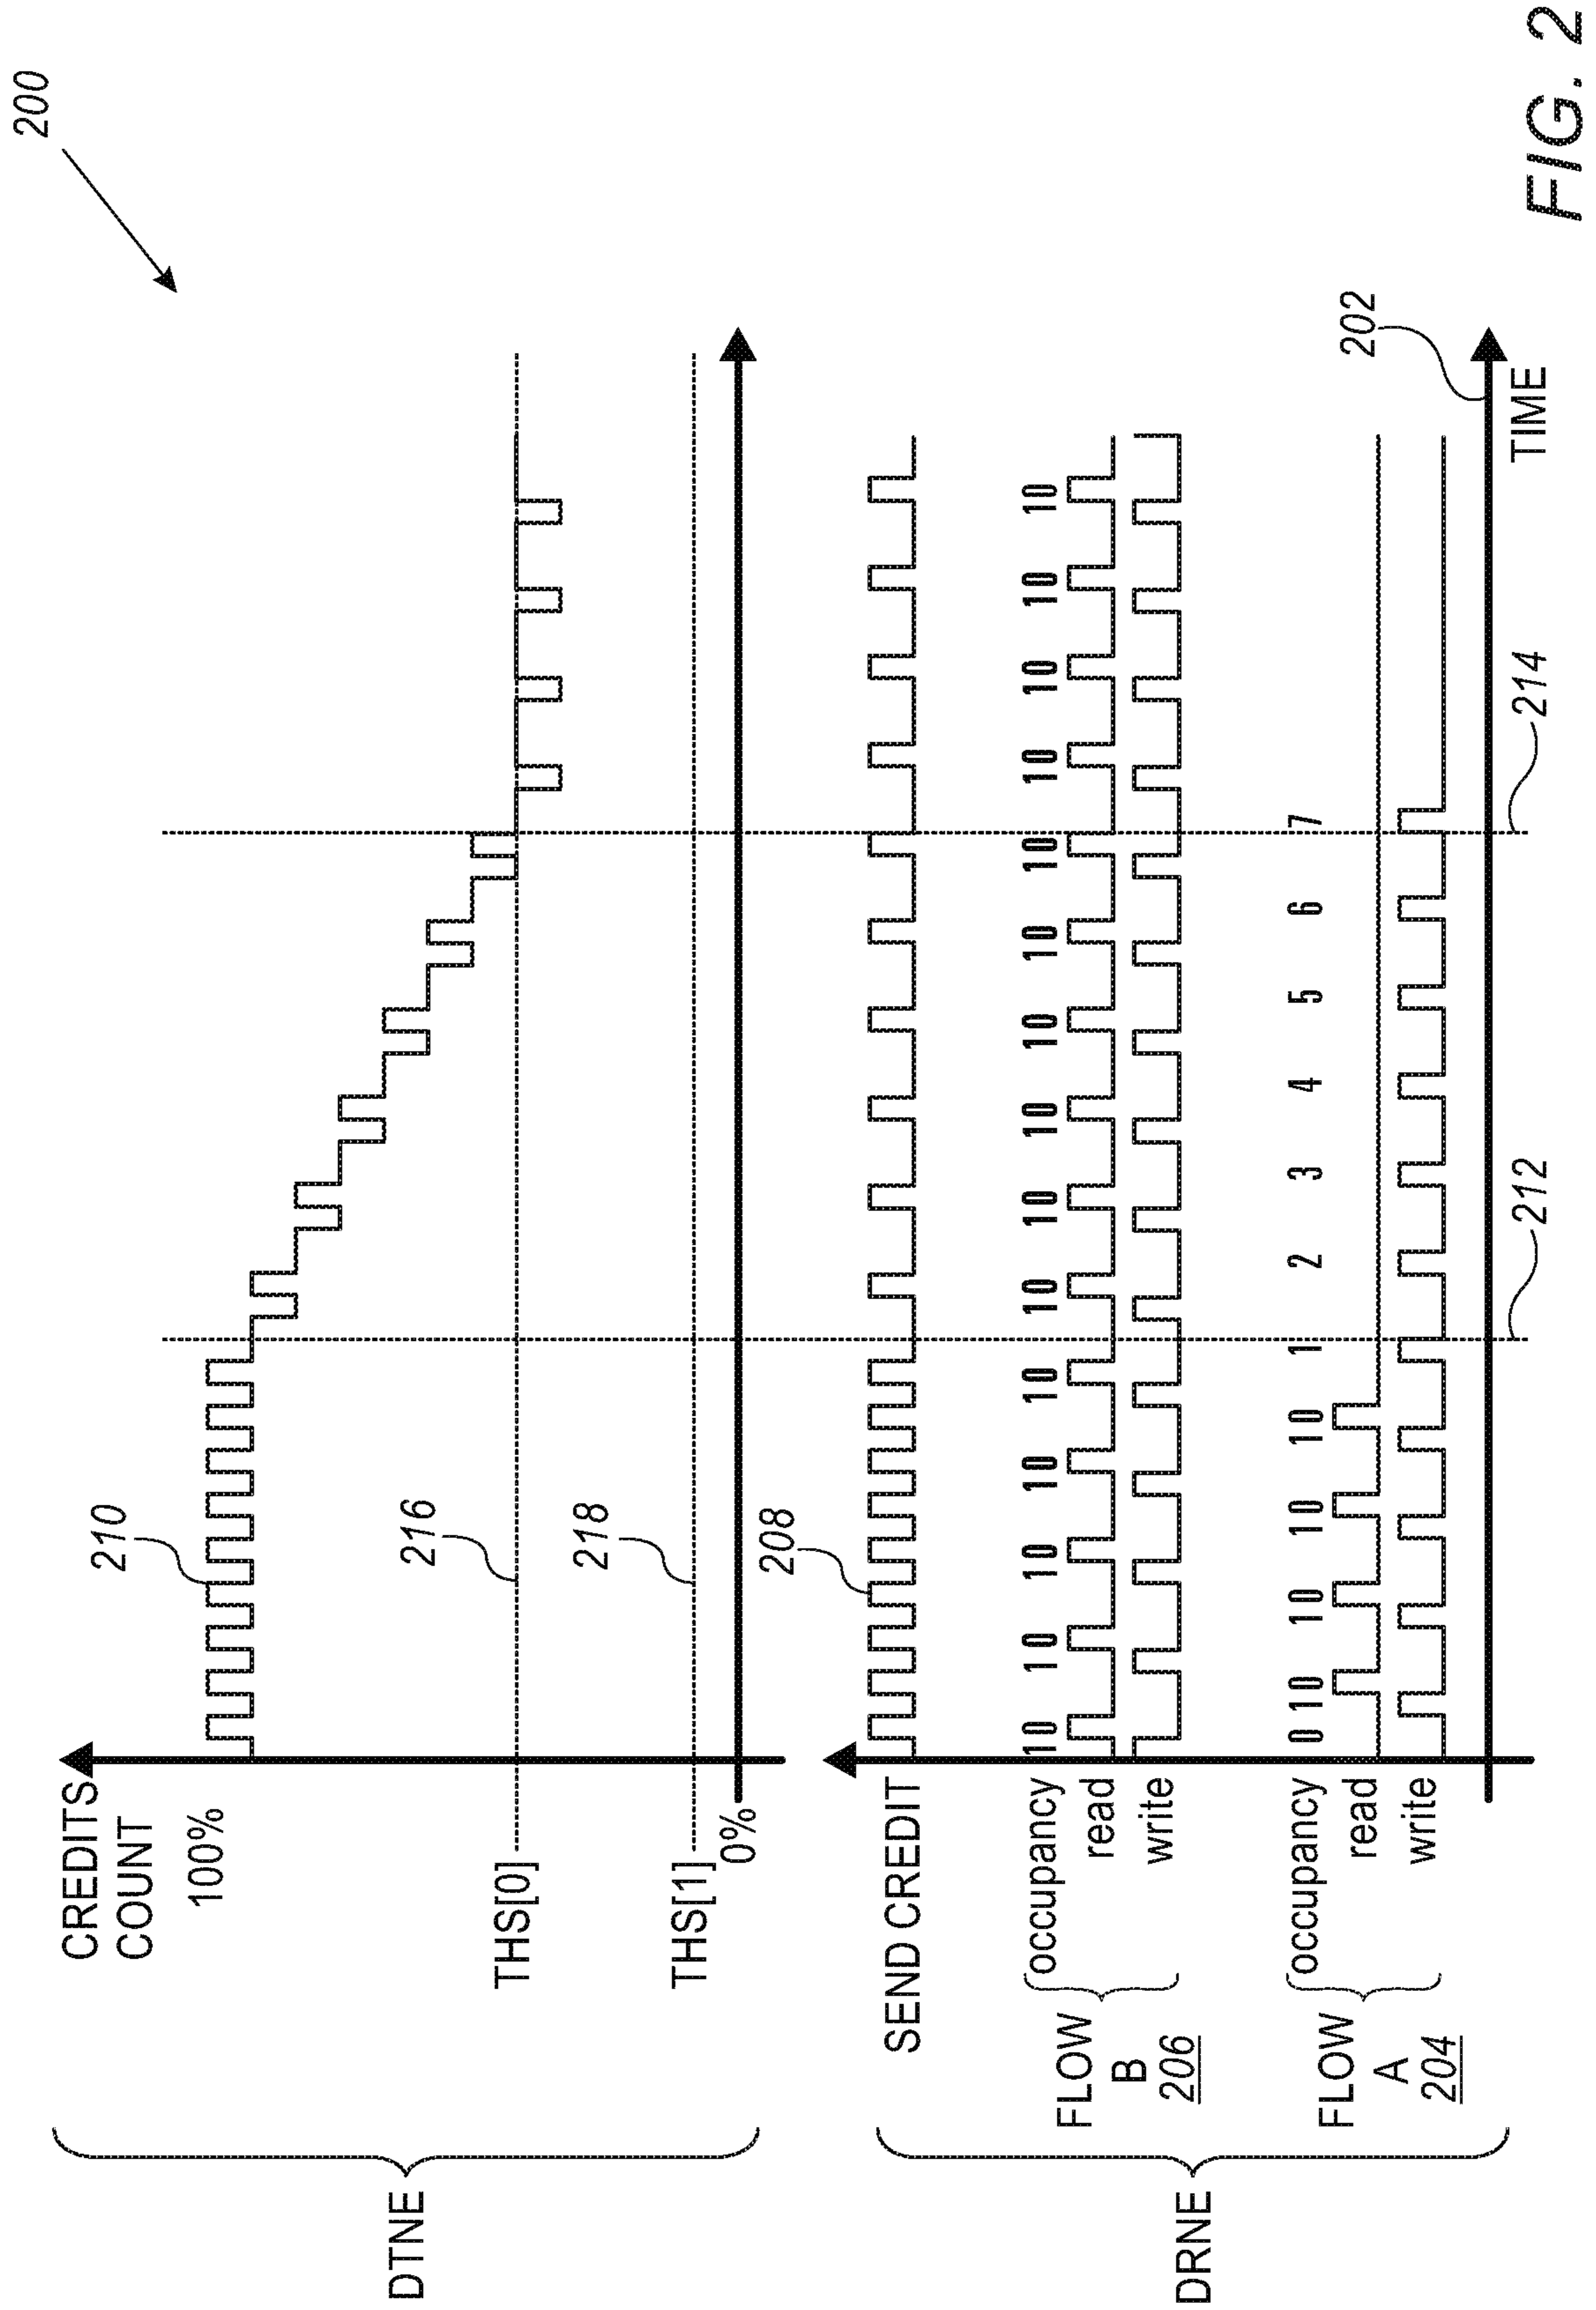 200
CREDITS
COUNT
100%
210
216
THS[0]
218
THS[1]
0%
DTNE
208
SEND CREDIT
occupancy 10 10 10 10 10 10 10 10 10 10 10 10 10 10 10
read
write
FLOW
B
206
occupancy 0 10 10 10 10 1 2 3 4 5 6 7
read
write
FLOW
A
204
DRNE
202
TIME
212
214
FIG. 2